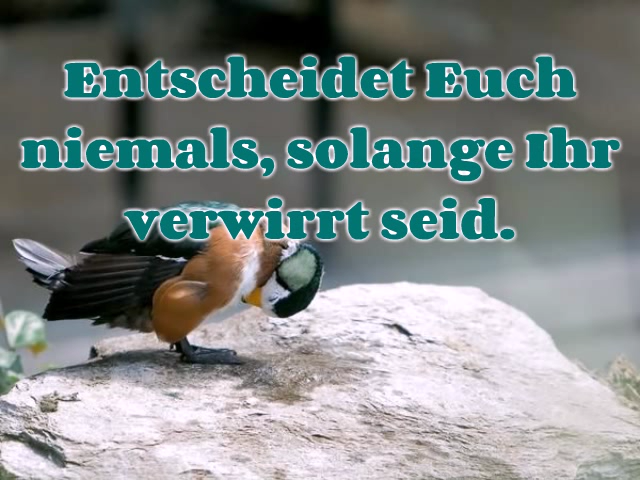 Entscheidet Euch
niemals, solange Ihr
verwirrt seid.